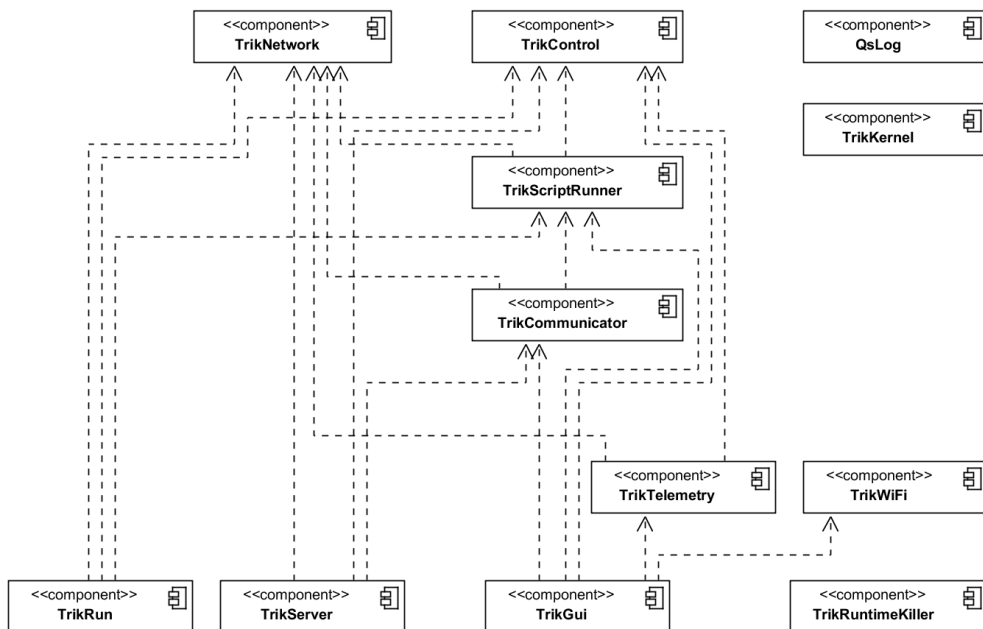 <<component>>
TrikNetwork
<<component>>
TrikControl
<<component>>
QsLog
<<component>>
TrikKernel
<<component>>
TrikScriptRunner
<<component>>
TrikCommunicator
<<component>>
TrikTelemetry
<<component>>
TrikWiFi
<<component>>
TrikRun
<<component>>
TrikServer
<<component>>
TrikGui
<<component>>
TrikRuntimeKiller